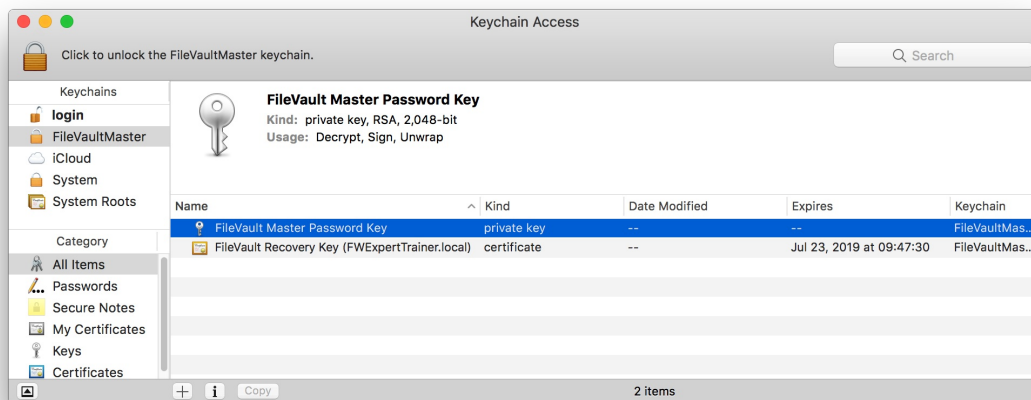 Keychain Access
Click to unlock the FileVaultMaster keychain.
Search
Keychains
login
FileVaultMaster
iCloud
System
System Roots
Category
All Items
Passwords
Secure Notes
My Certificates
Keys
Certificates
FileVault Master Password Key
Kind: private key, RSA, 2,048-bit
Usage: Decrypt, Sign, Unwrap
Name Kind Date Modified Expires Keychain
FileVault Master Password Key private key -- -- FileVaultMas...
FileVault Recovery Key (FWExpertTrainer.local) certificate -- Jul 23, 2019 at 09:47:30 FileVaultMas...
+ i Copy 2 items